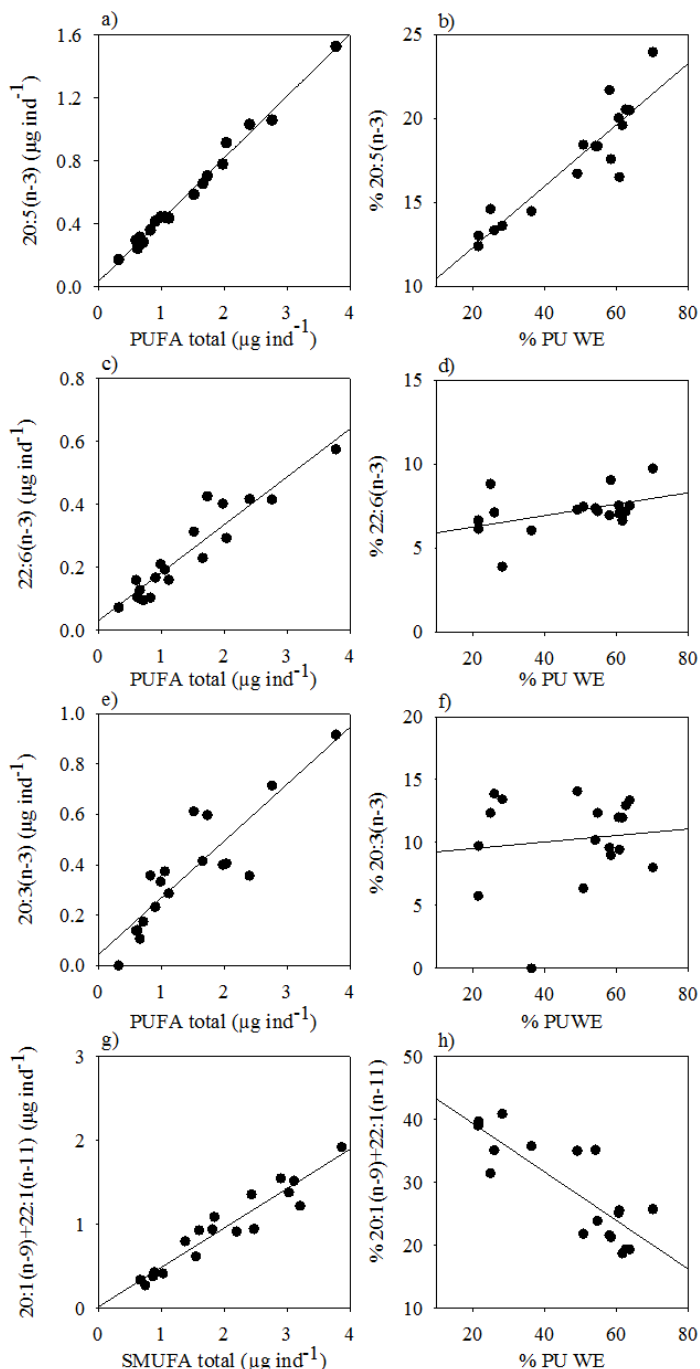 a)
20:5(n-3) (µg ind-1)
1.6
1.2
0.8
0.4
0.0
0 1 2 3 4
PUFA total (µg ind-1)
b)
% 20:5(n-3)
25
20
15
10
20 40 60 80
% PU WE
c)
22:6(n-3) (µg ind-1)
0.8
0.6
0.4
0.2
0.0
0 1 2 3 4
PUFA total (µg ind-1)
d)
% 22:6(n-3)
15
10
5
0
20 40 60 80
% PU WE
e)
20:3(n-3) (µg ind-1)
1.0
0.8
0.6
0.4
0.2
0.0
0 1 2 3 4
PUFA total (µg ind-1)
f)
% 20:3(n-3)
20
15
10
5
0
20 40 60 80
% PUWE
g)
20:1(n-9)+22:1(n-11) (µg ind-1)
3
2
1
0
0 1 2 3 4
SMUFA total (µg ind-1)
h)
%20:1(n-9)+22:1(n-11)
50
40
30
20
10
20 40 60 80
% PU WE